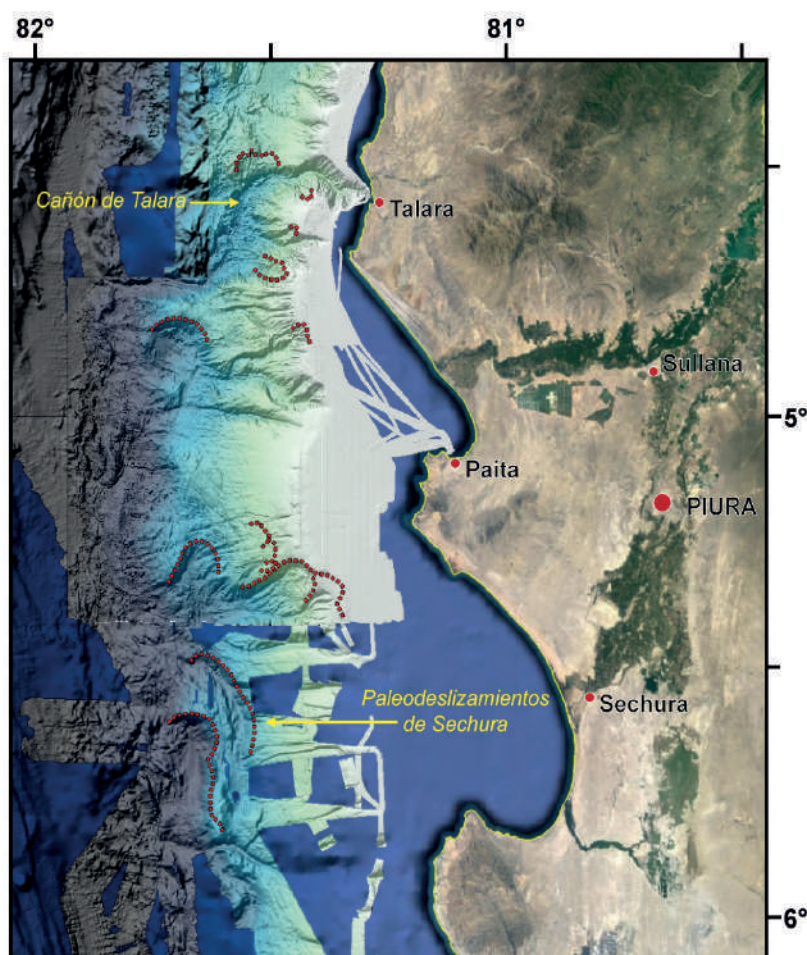 82°
81°
Cañón de Talara
Talara
Sullana
5°
Paita
PIURA
Paleodeslizamientos
de Sechura
Sechura
6°